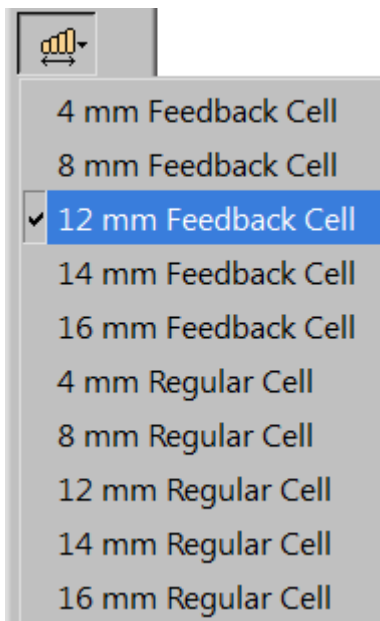 4 mm Feedback Cell
8 mm Feedback Cell
12 mm Feedback Cell
14 mm Feedback Cell
16 mm Feedback Cell
4 mm Regular Cell
8 mm Regular Cell
12 mm Regular Cell
14 mm Regular Cell
16 mm Regular Cell